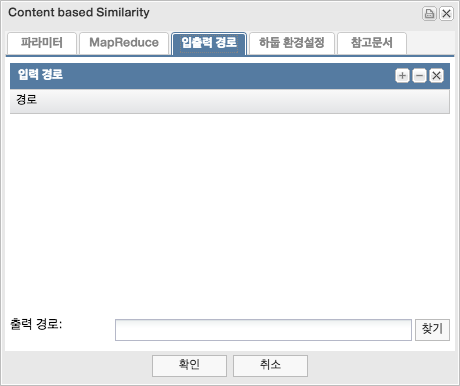 Content based Similarity
파라미터 MapReduce 입출력 경로 하둡 환경설정 참고문서
입력 경로
경로
출력 경로: 찾기
확인 취소